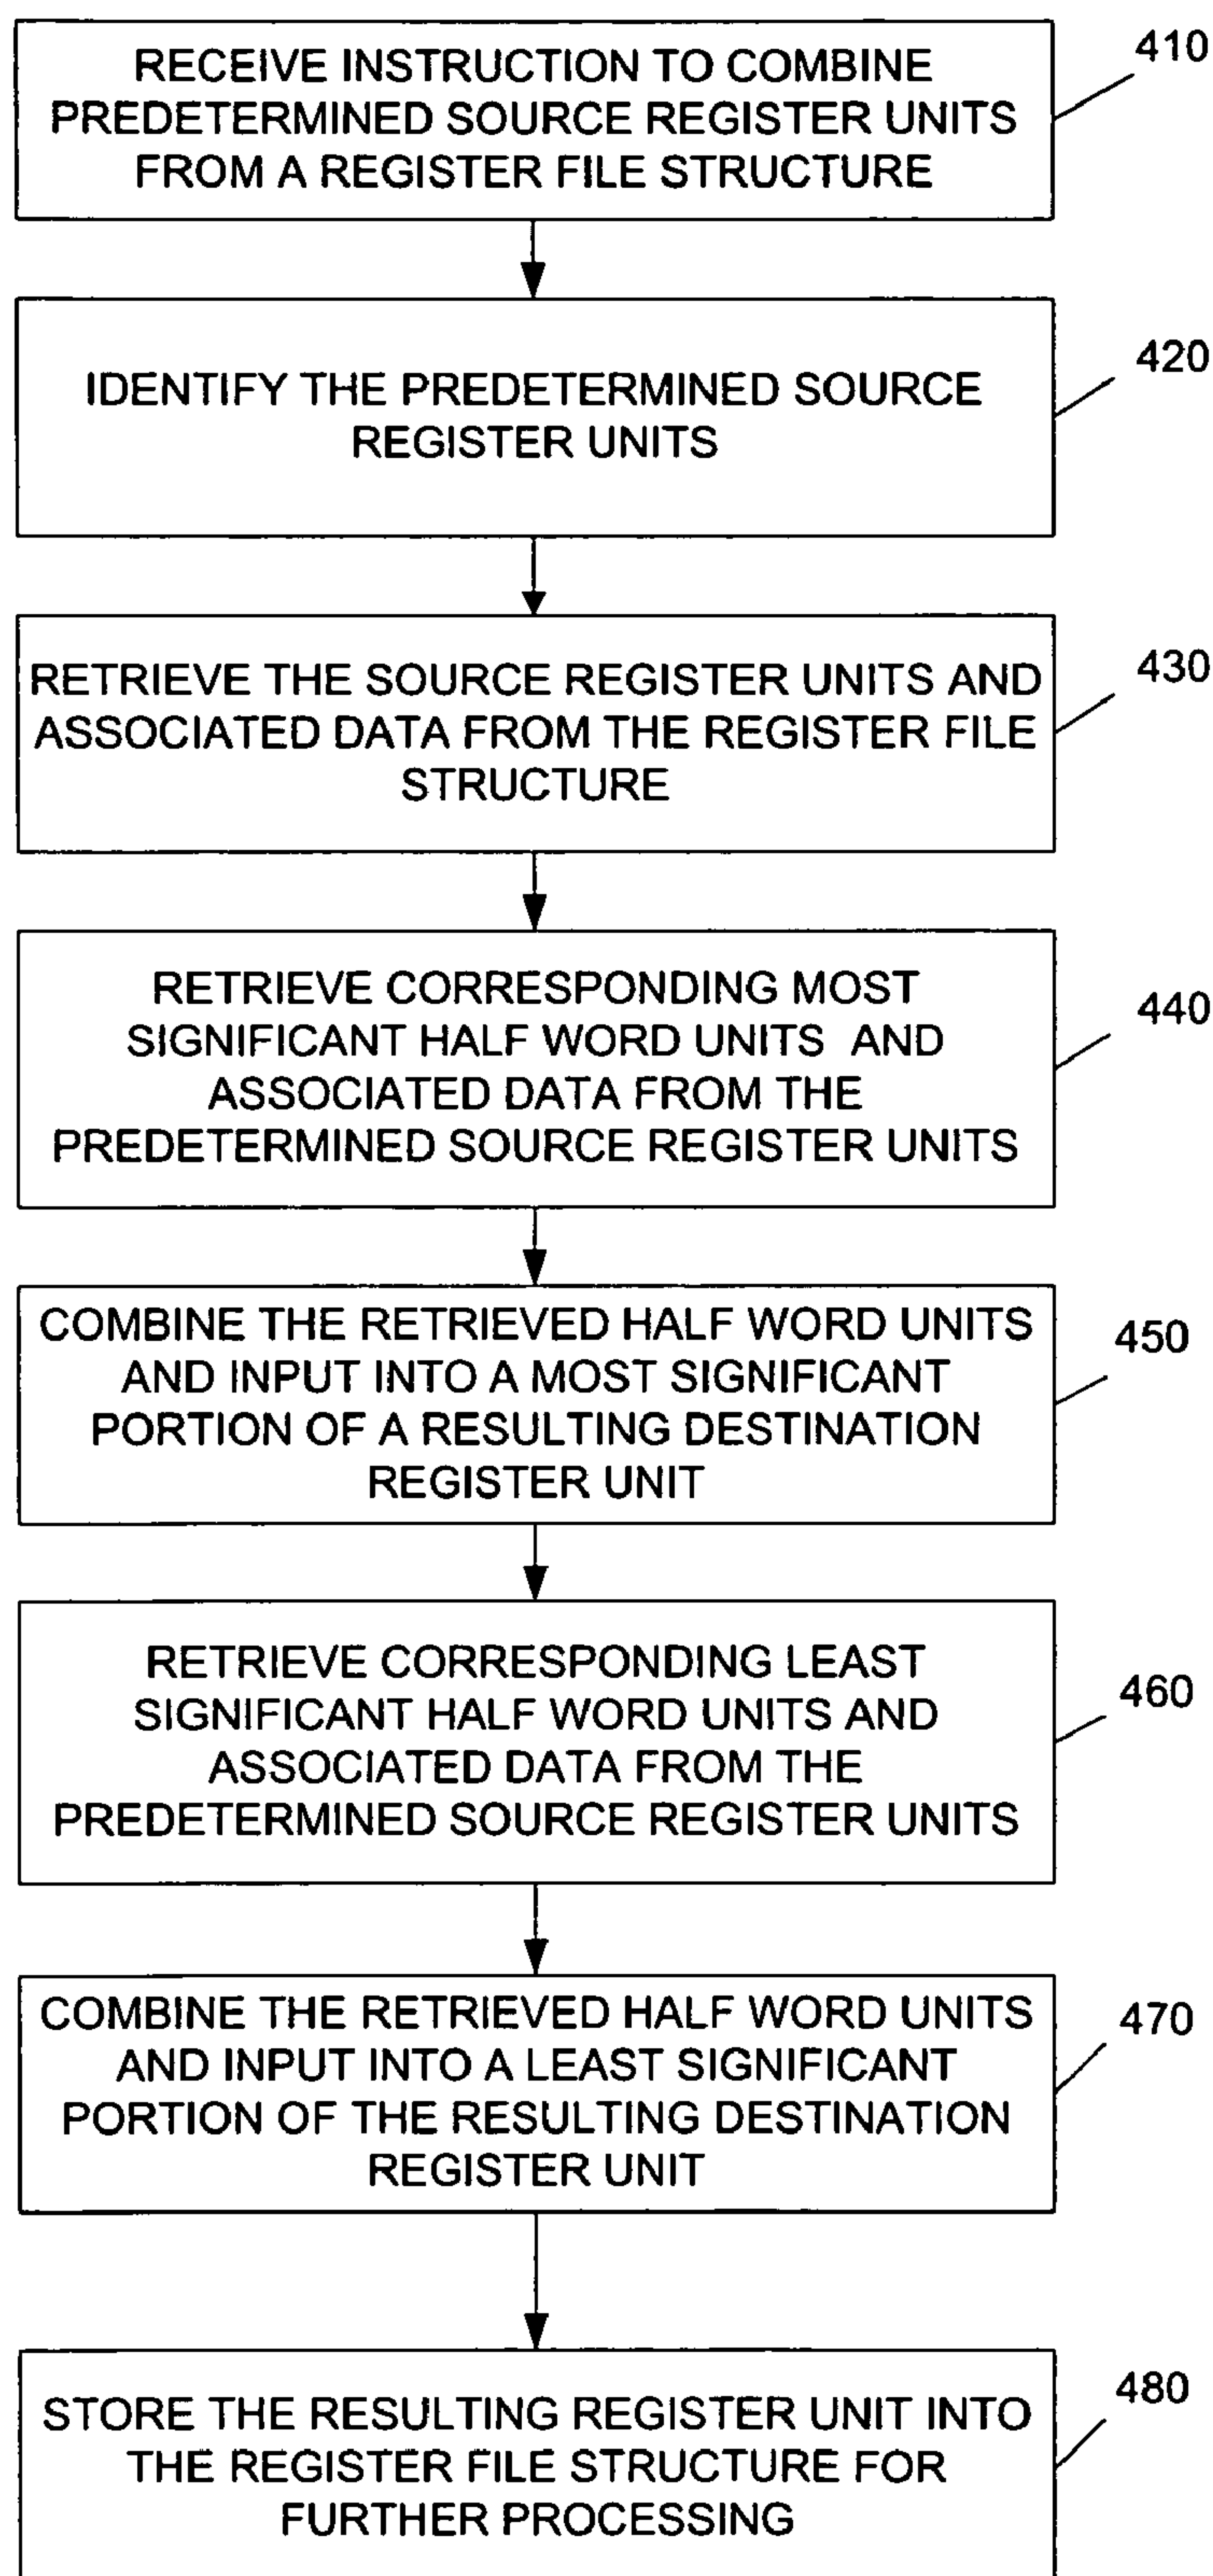 RECEIVE INSTRUCTION TO COMBINE
PREDETERMINED SOURCE REGISTER UNITS
FROM A REGISTER FILE STRUCTURE
410
IDENTIFY THE PREDETERMINED SOURCE
REGISTER UNITS
420
RETRIEVE THE SOURCE REGISTER UNITS AND
ASSOCIATED DATA FROM THE REGISTER FILE
STRUCTURE
430
RETRIEVE CORRESPONDING MOST
SIGNIFICANT HALF WORD UNITS AND
ASSOCIATED DATA FROM THE
PREDETERMINED SOURCE REGISTER UNITS
440
COMBINE THE RETRIEVED HALF WORD UNITS
AND INPUT INTO A MOST SIGNIFICANT
PORTION OF A RESULTING DESTINATION
REGISTER UNIT
450
RETRIEVE CORRESPONDING LEAST
SIGNIFICANT HALF WORD UNITS AND
ASSOCIATED DATA FROM THE
PREDETERMINED SOURCE REGISTER UNITS
460
COMBINE THE RETRIEVED HALF WORD UNITS
AND INPUT INTO A LEAST SIGNIFICANT
PORTION OF THE RESULTING DESTINATION
REGISTER UNIT
470
STORE THE RESULTING REGISTER UNIT INTO
THE REGISTER FILE STRUCTURE FOR
FURTHER PROCESSING
480